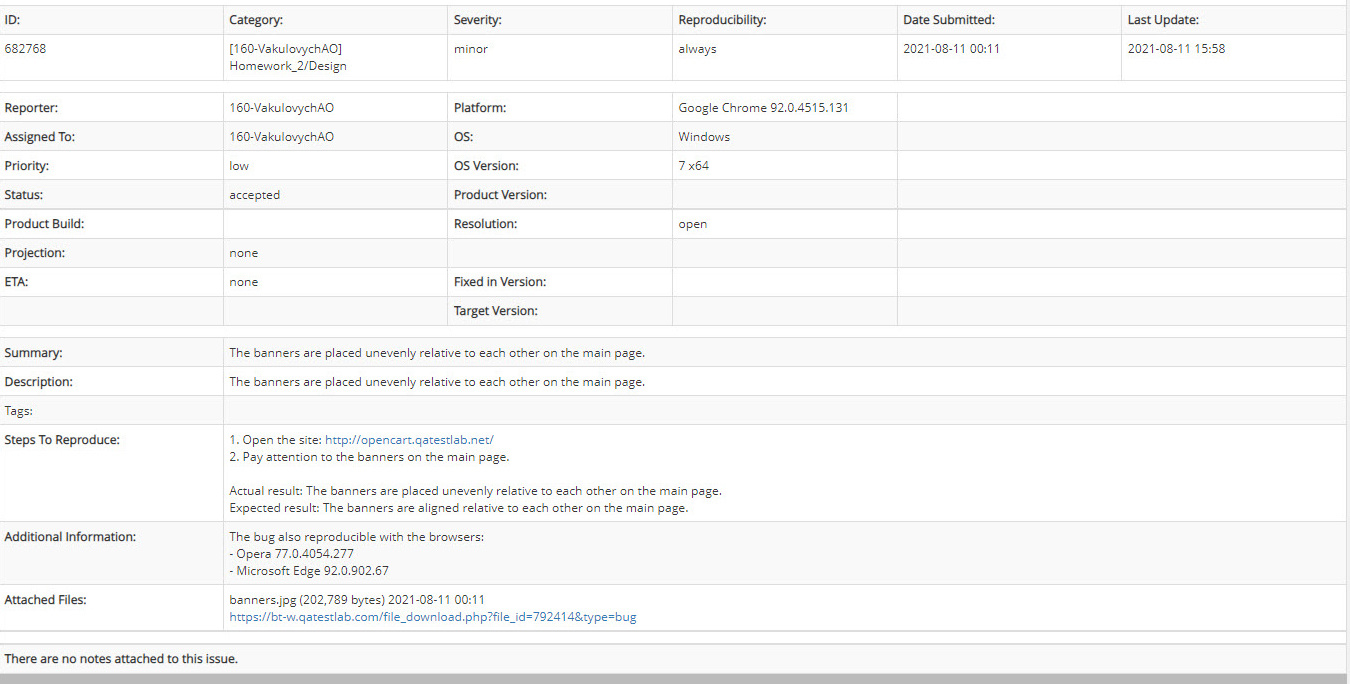 ID: Category: Severity: Reproducibility: Date Submitted: Last Update:
682768 [160-VakulovychAO] minor always 2021-08-11 00:11 2021-08-11 15:58
Homework_2/Design
Reporter: 160-VakulovychAO Platform: Google Chrome 92.0.4515.131
Assigned To: 160-VakulovychAO OS: Windows
Priority: low OS Version: 7 x64
Status: accepted Product Version:
Product Build: Resolution: open
Projection: none
ETA: none Fixed in Version:
Target Version:
Summary: The banners are placed unevenly relative to each other on the main page.
Description: The banners are placed unevenly relative to each other on the main page.
Tags:
Steps To Reproduce: 1. Open the site: http://opencart.qatestlab.net/
2. Pay attention to the banners on the main page.
Actual result: The banners are placed unevenly relative to each other on the main page.
Expected result: The banners are aligned relative to each other on the main page.
Additional Information: The bug also reproducible with the browsers:
- Opera 77.0.4054.277
- Microsoft Edge 92.0.902.67
Attached Files: banners.jpg (202,789 bytes) 2021-08-11 00:11
https://bt-w.qatestlab.com/file_download.php?file_id=792414&type=bug
There are no notes attached to this issue.